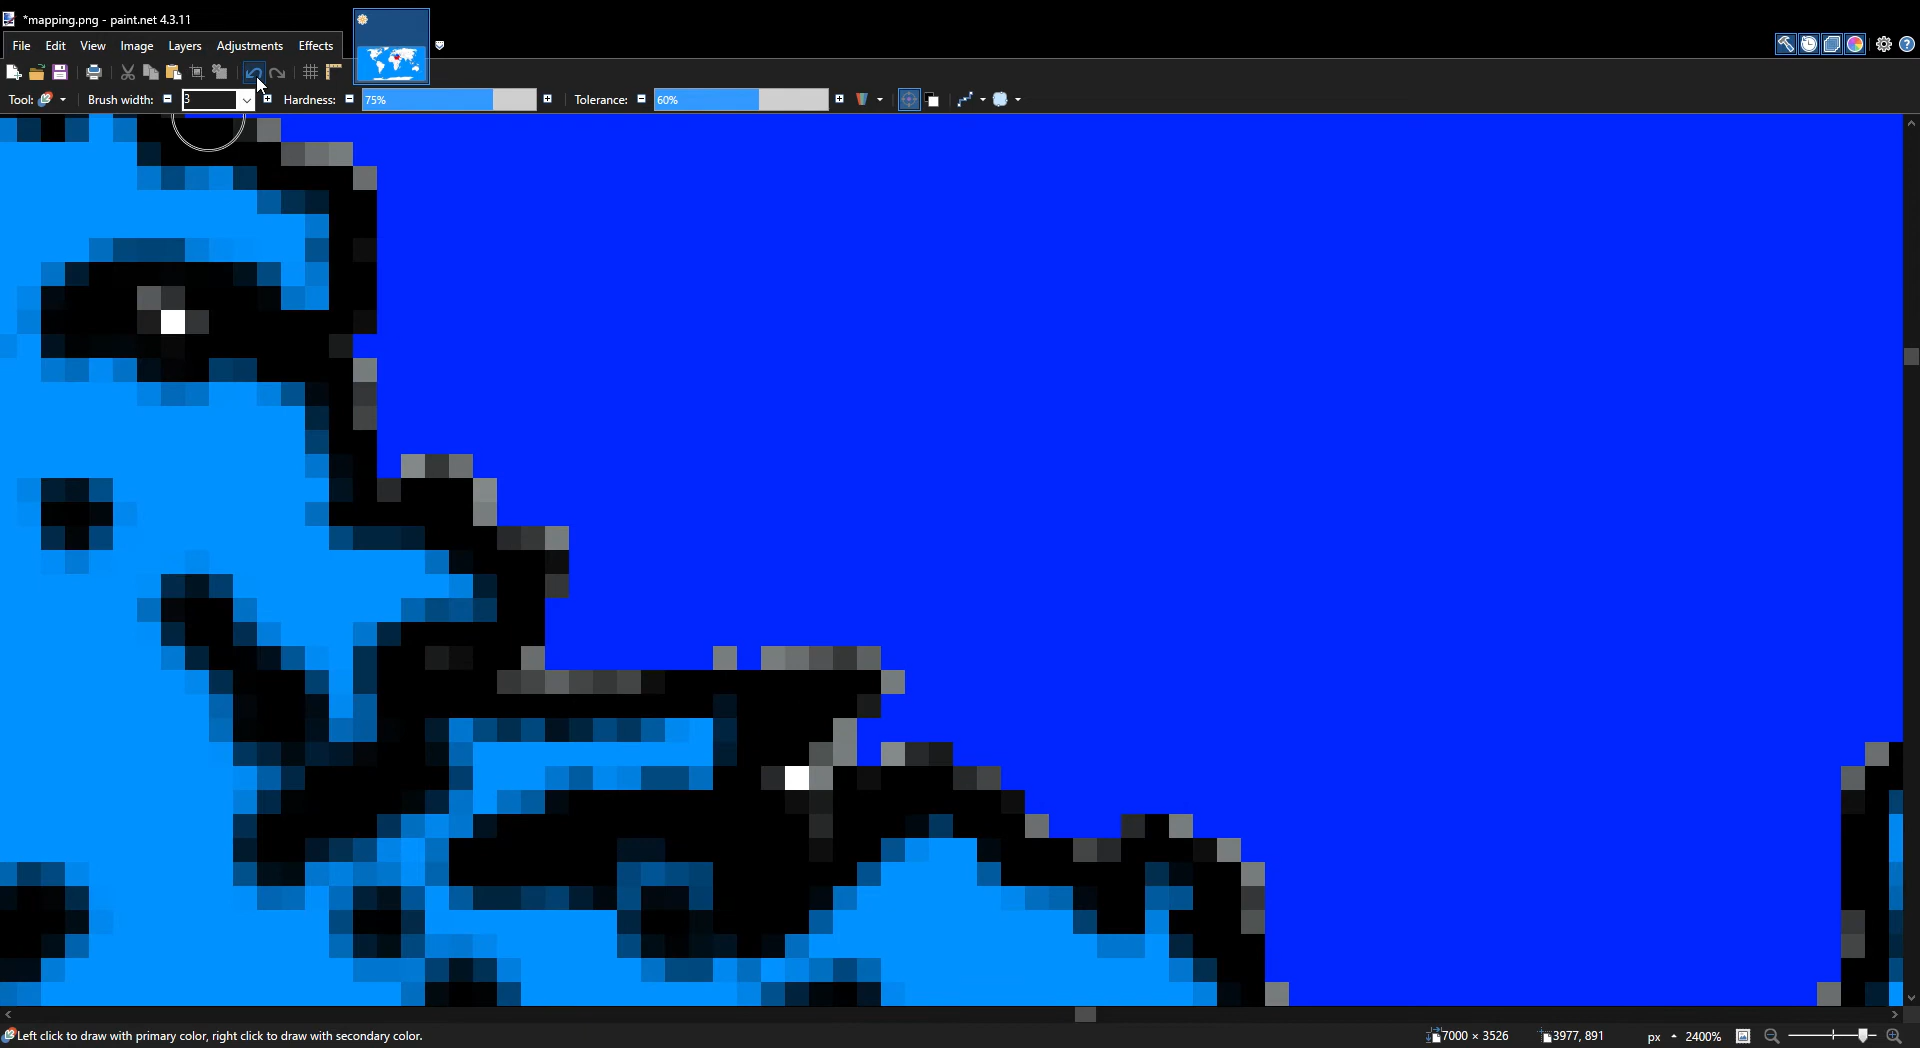 *mapping.png - paint.net 4.3.11
File Edit View Image Layers Adjustments Effects
Tool: Brush width: 3 Hardness: 75% Tolerance: 60%
Left click to draw with primary color, right click to draw with secondary color. 7000 × 3526 3977, 891 px 2400%